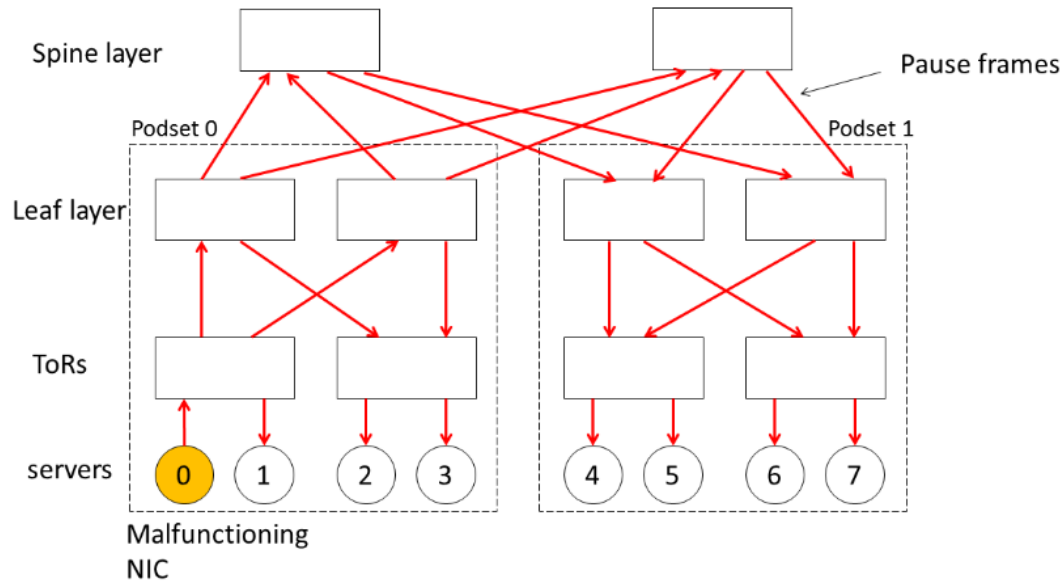 Spine layer
Pause frames
Podset 0
Podset 1
Leaf layer
ToRs
servers
0
1
2
3
4
5
6
7
Malfunctioning
NIC